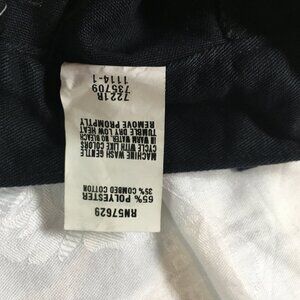 RN57629
65% POLYESTER
35% COMBED COTTON
MACHINE WASH GENTLE
CYCLE WITH LIKE COLORS
IN WARM WATER, NO BLEACH
TUMBLE DRY LOW HEAT
REMOVE PROMPTLY
7221R
735709
1114-1